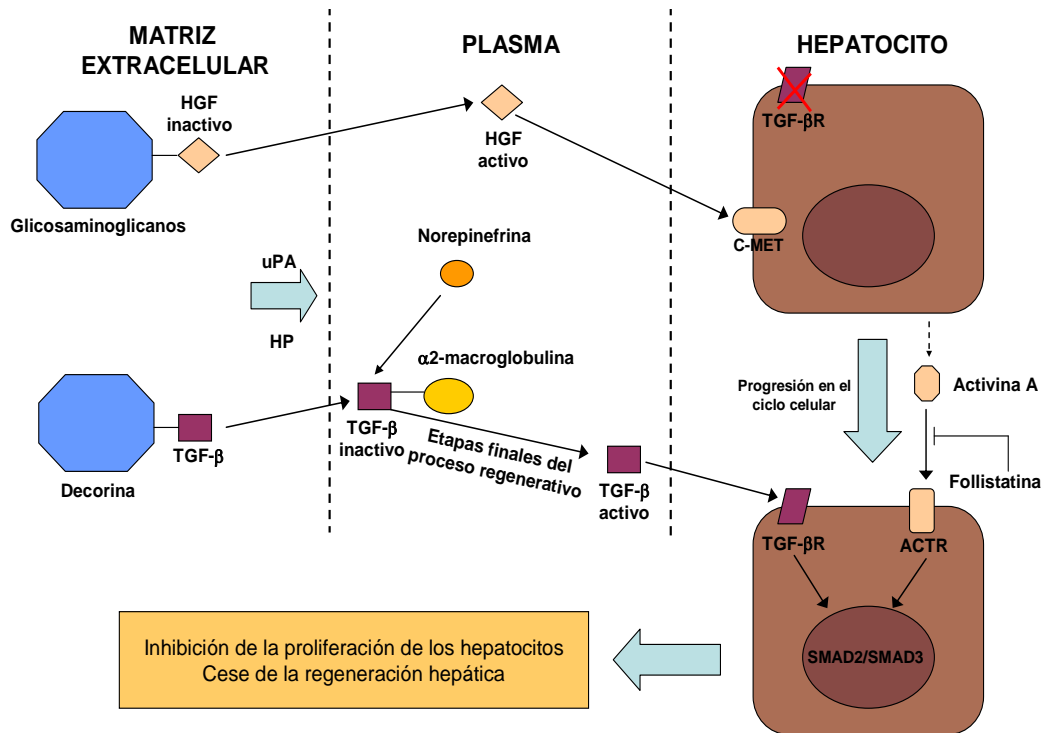 MATRIZ
EXTRACELULAR
PLASMA
HEPATOCITO
HGF
inactivo
Glicosaminoglicanos
HGF
activo
TGF-βR
C-MET
uPA
HP
Norepinefrina
α2-macroglobulina
TGF-β
Decorina
TGF-β
inactivo
Etapas finales del
proceso regenerativo
TGF-β
activo
Progresión en el
ciclo celular
Activina A
Follistatina
TGF-βR
ACTR
SMAD2/SMAD3
Inhibición de la proliferación de los hepatocitos
Cese de la regeneración hepática